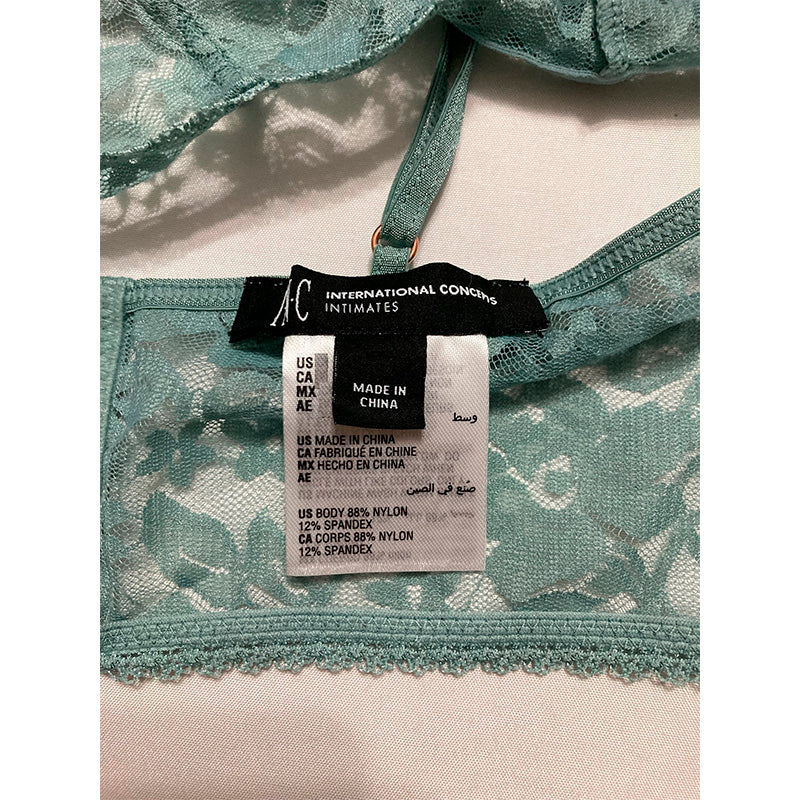 I·N·C INTERNATIONAL CONCEPTS
INTIMATES
MADE IN
CHINA
US
CA
MX
AE
وسط
US MADE IN CHINA
CA FABRIQUÉ EN CHINE
MX HECHO EN CHINA
AE
صُنع في الصين
US BODY 88% NYLON
12% SPANDEX
CA CORPS 88% NYLON
12% SPANDEX